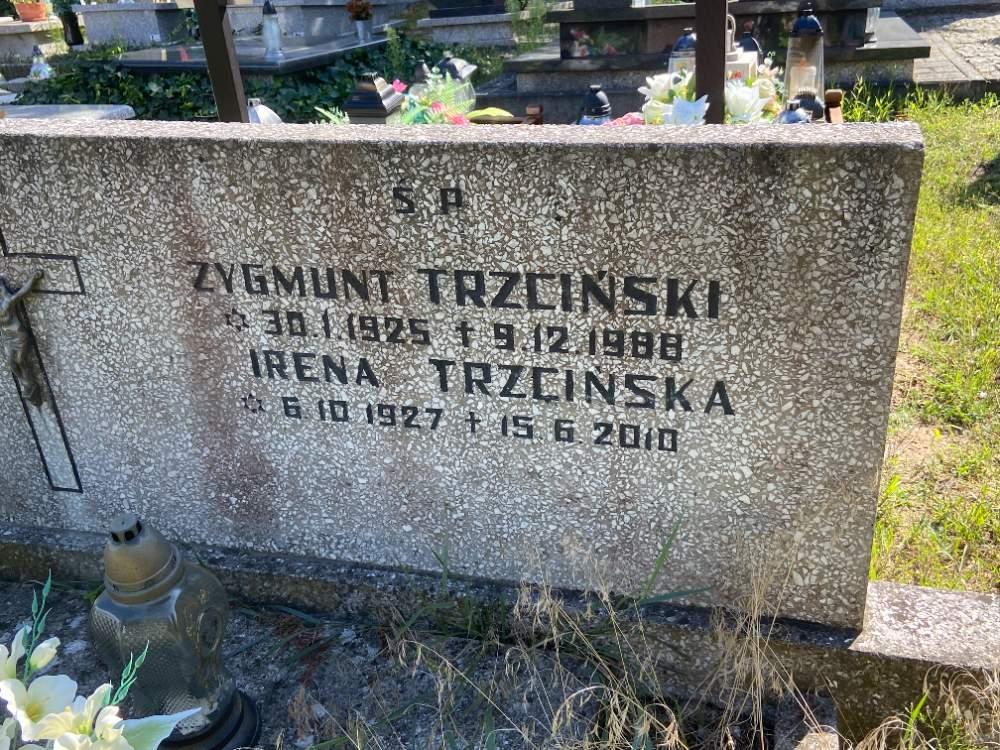 Ś P
ZYGMUNT TRZCIŃSKI
✡ 30.1.1925 ✝ 9.12.1988
IRENA TRZCIŃSKA
✡ 6.10 1927 ✝ 15.6.2010